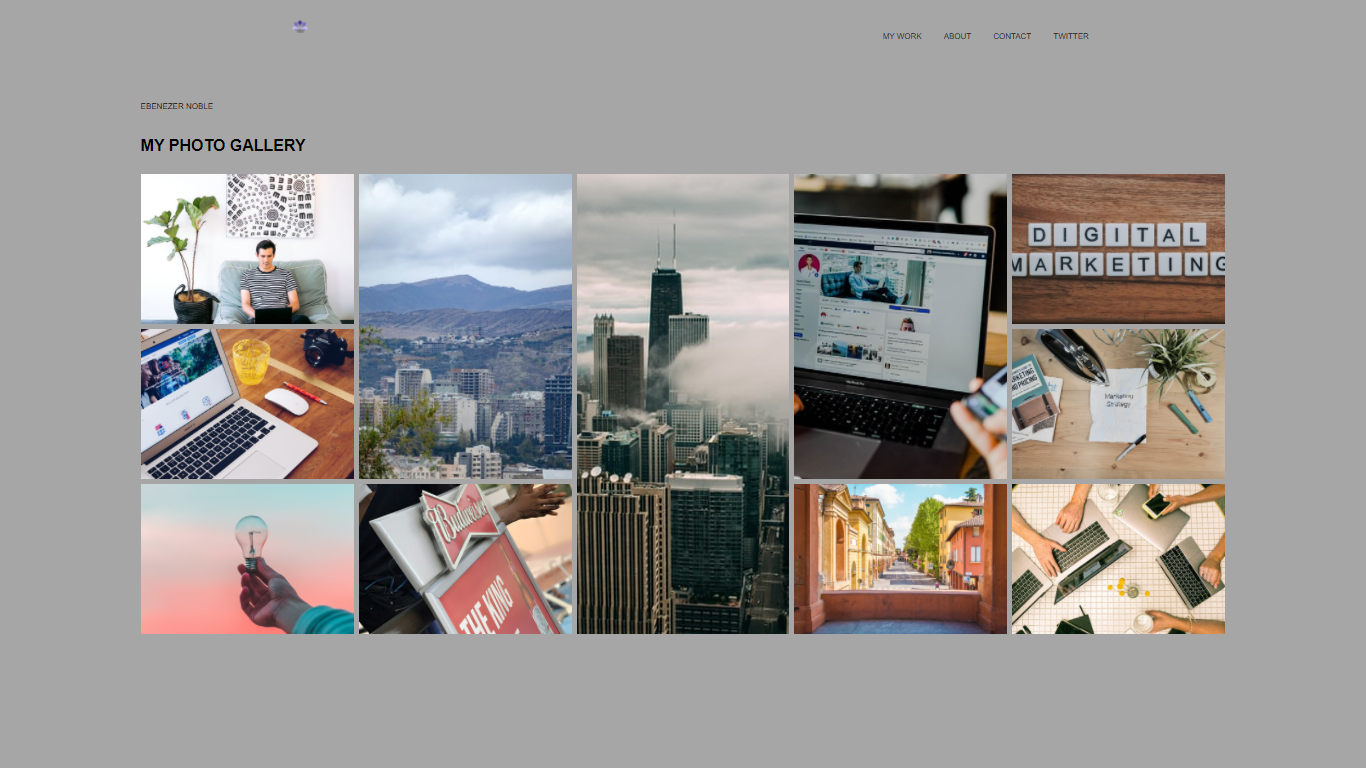 MY WORK ABOUT CONTACT TWITTER
EBENEZER NOBLE
MY PHOTO GALLERY
DIGITAL
MARKETING
Marketing
Strategy
Budweiser
THE KING